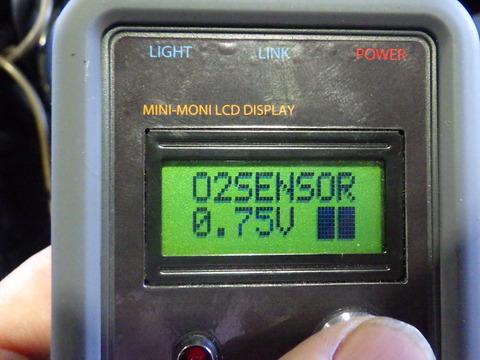 LIGHT LINK POWER
MINI-MONI LCD DISPLAY
O2SENSOR
0.75V